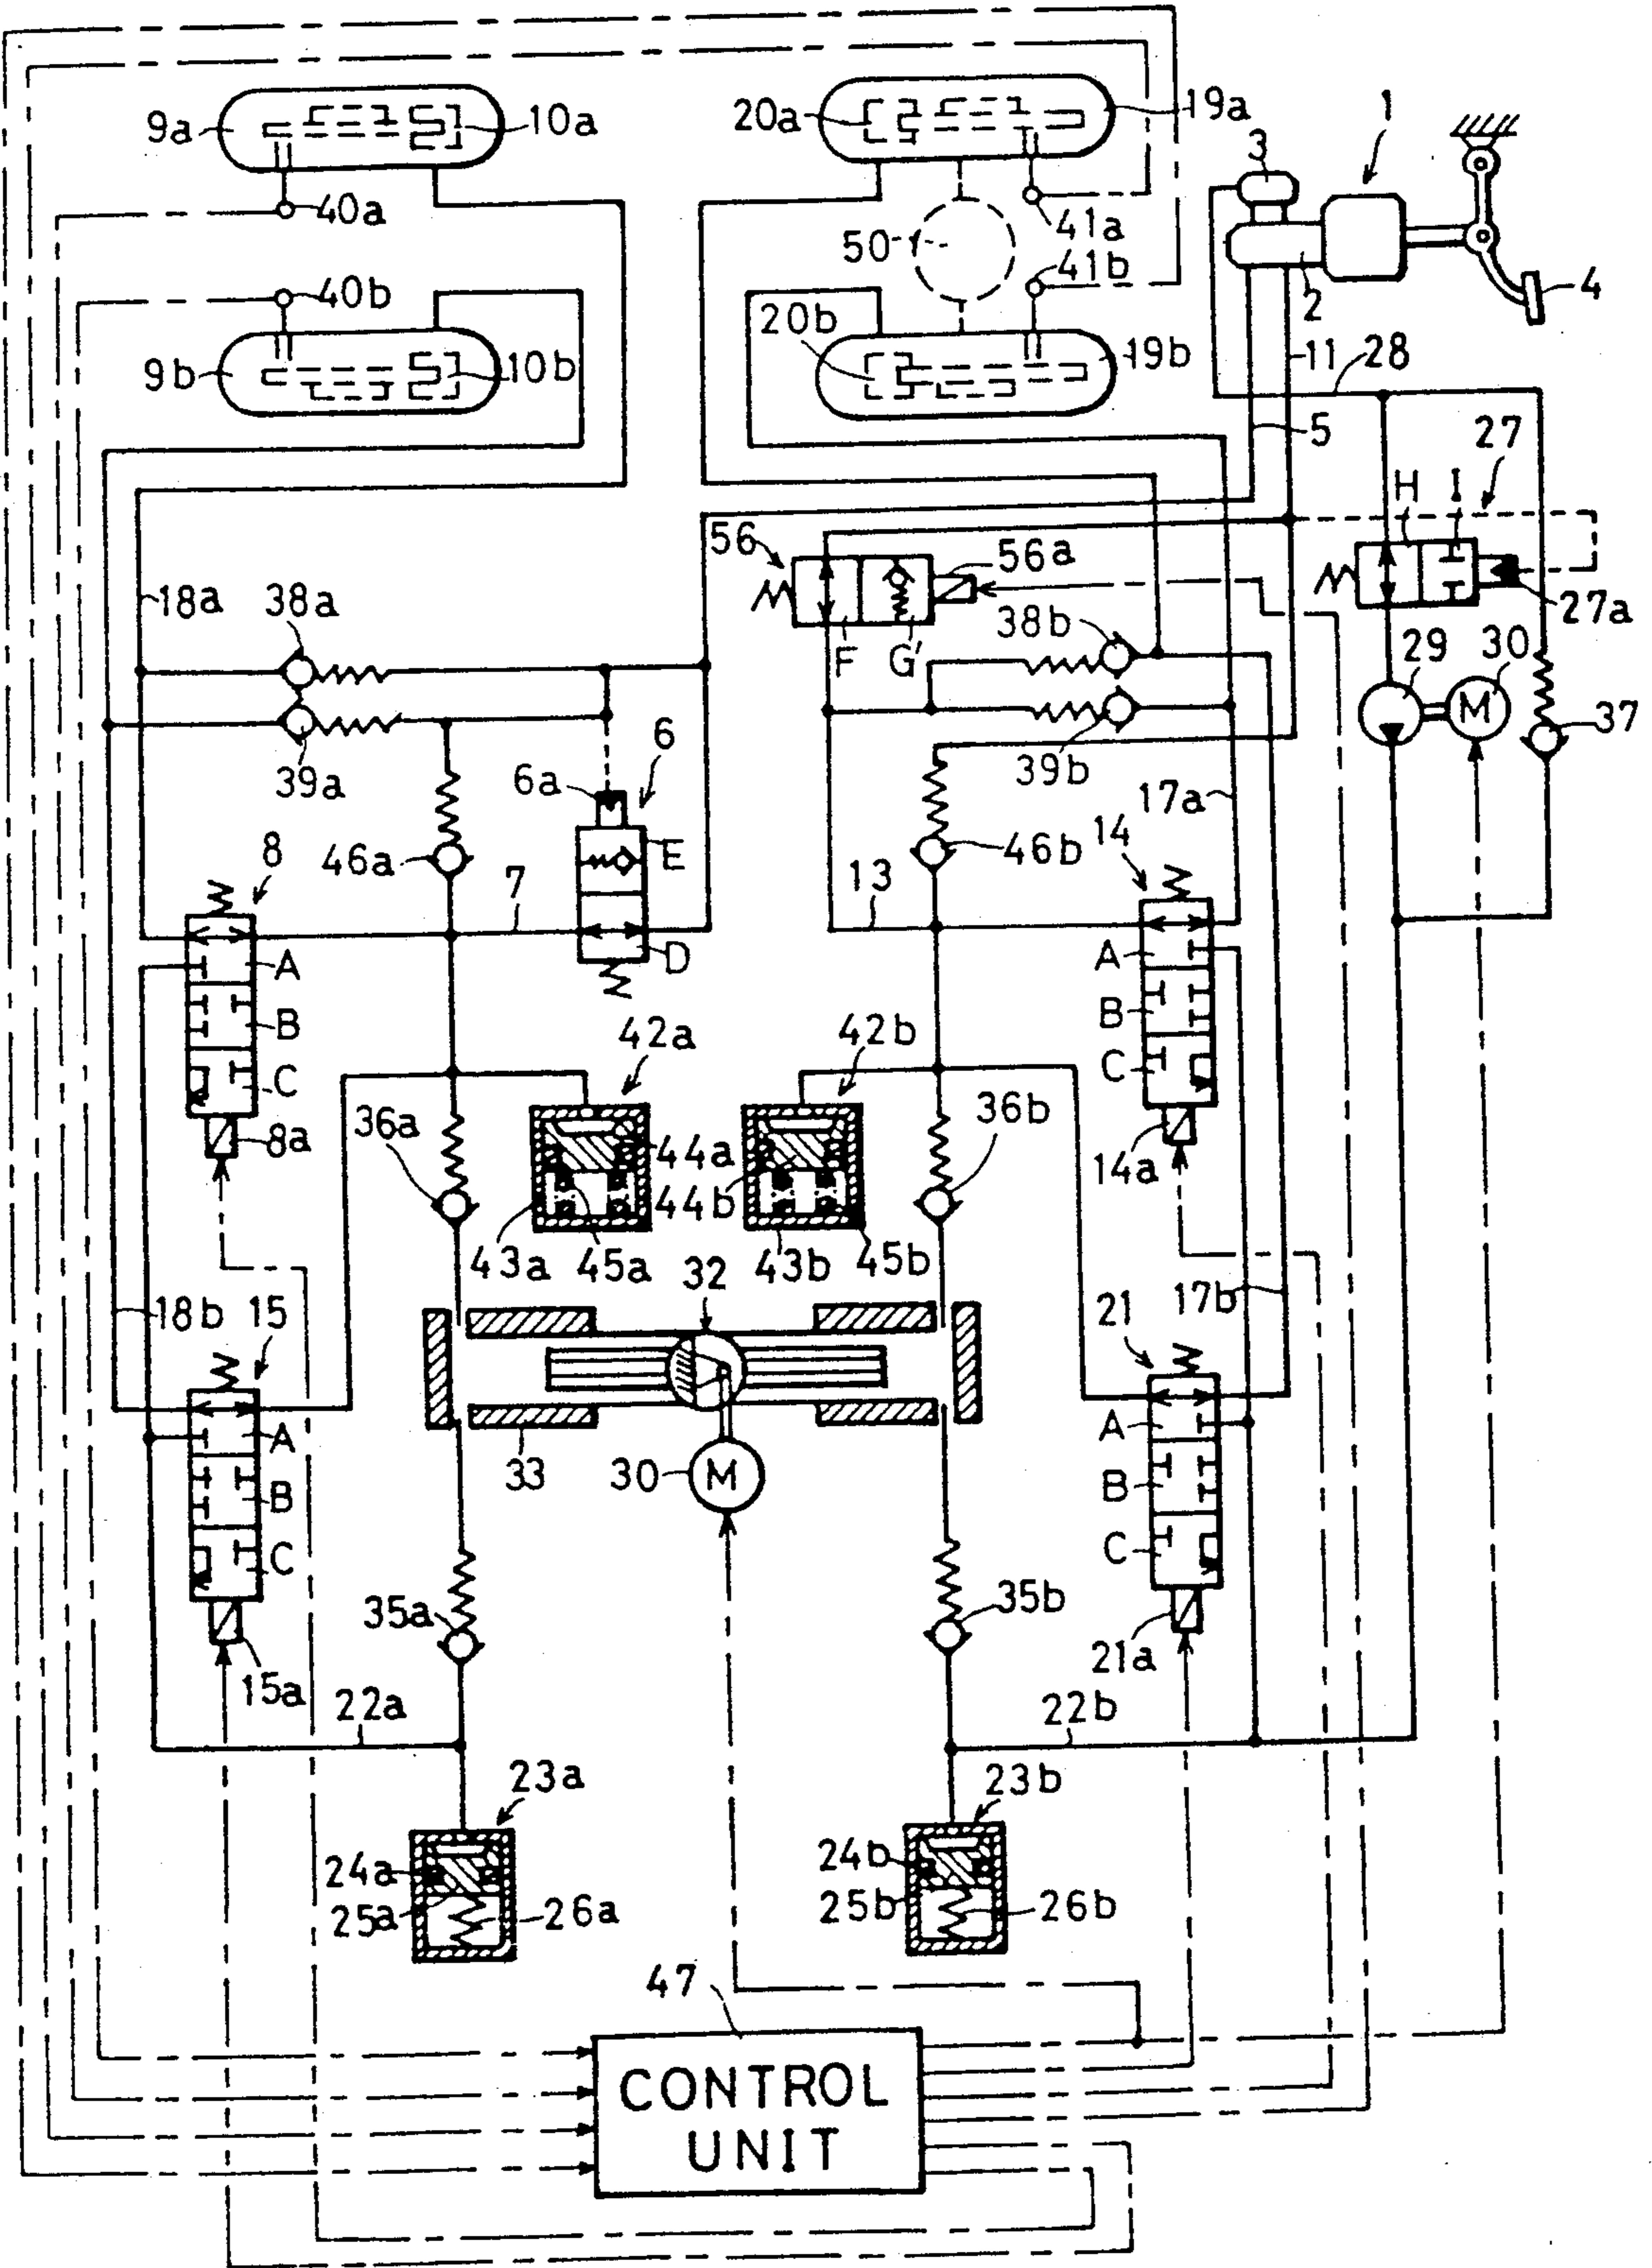 1
3
9a
10a
20a
19a
40a
41a
50
41b
2
4
40b
20b
9b
10b
19b
11
28
5
27
H
I
56
56a
18a
38a
38b
27a
F
G'
29
30
M
37
39a
6
6a
39b
17a
E
46a
8
7
46b
14
13
A
D
A
B
B
42a
42b
C
C
36a
36b
8a
44a
14a
44b
43a
45a
32
43b
45b
18b
15
21
17b
A
A
30
M
33
B
B
C
C
35a
35b
15a
21a
22a
22b
23a
23b
24a
24b
25a
26a
25b
26b
47
CONTROL
UNIT